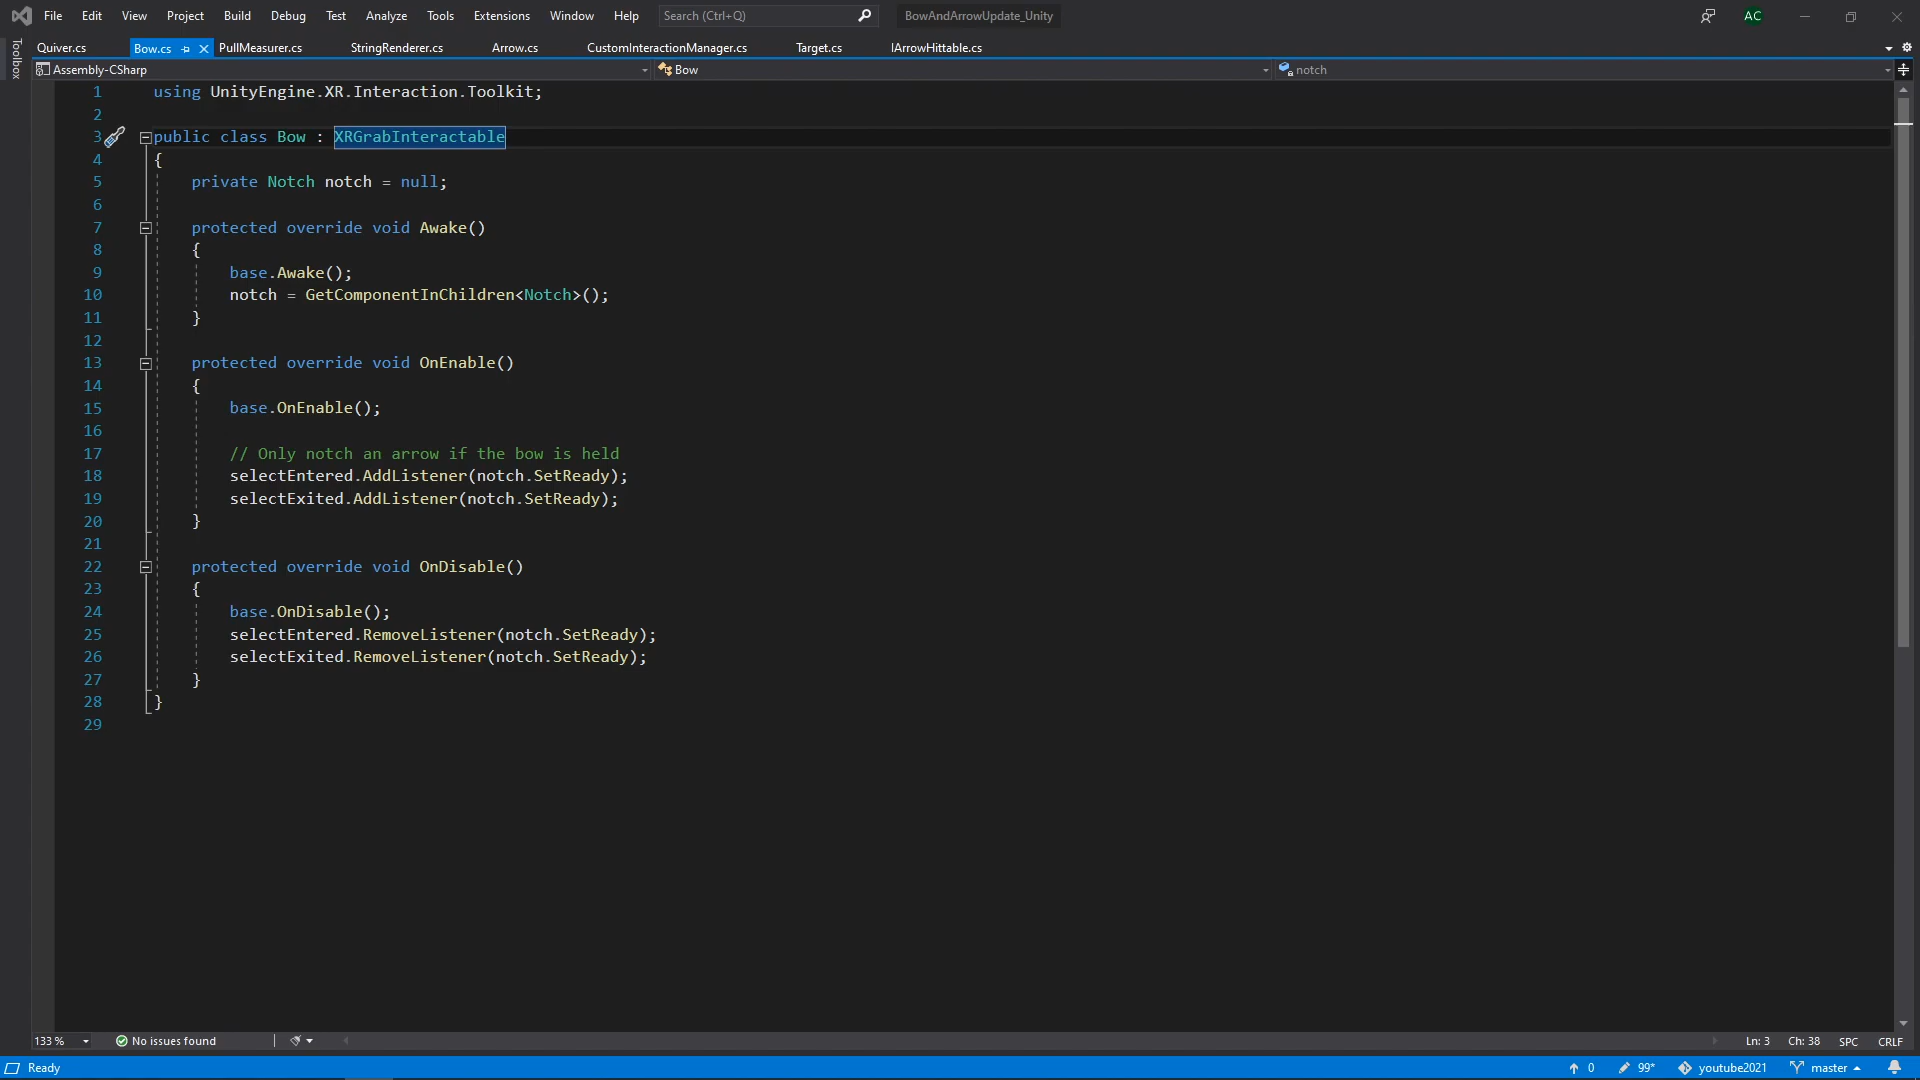 File Edit View Project Build Debug Test Analyze Tools Extensions Window Help Search (Ctrl+Q) BowAndArrowUpdate_Unity AC
Toolbox
Quiver.cs Bow.cs PullMeasurer.cs StringRenderer.cs Arrow.cs CustomInteractionManager.cs Target.cs IArrowHittable.cs
Assembly-CSharp Bow notch
1 using UnityEngine.XR.Interaction.Toolkit;
2
3 public class Bow : XRGrabInteractable
4 {
5 private Notch notch = null;
6
7 protected override void Awake()
8 {
9 base.Awake();
10 notch = GetComponentInChildren<Notch>();
11 }
12
13 protected override void OnEnable()
14 {
15 base.OnEnable();
16
17 // Only notch an arrow if the bow is held
18 selectEntered.AddListener(notch.SetReady);
19 selectExited.AddListener(notch.SetReady);
20 }
21
22 protected override void OnDisable()
23 {
24 base.OnDisable();
25 selectEntered.RemoveListener(notch.SetReady);
26 selectExited.RemoveListener(notch.SetReady);
27 }
28 }
29
133 % No issues found Ln: 3 Ch: 38 SPC CRLF
Ready 0 99* youtube2021 master